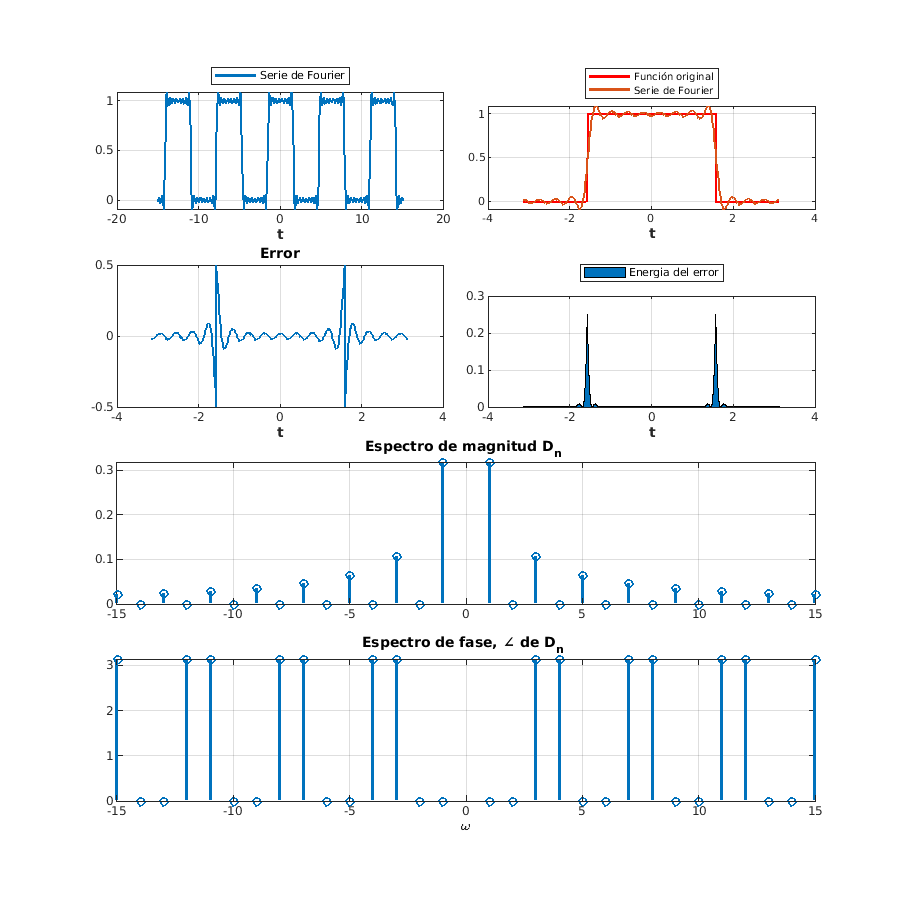 Serie de Fourier
1
0.5
0
-20 -10 0 10 20
t
Función original
Serie de Fourier
1
0.5
0
-4 -2 0 2 4
t
Error
0.5
0
-0.5
-4 -2 0 2 4
t
Energia del error
0.3
0.2
0.1
0
-4 -2 0 2 4
t
Espectro de magnitud Dn
0.3
0.2
0.1
0
-15 -10 -5 0 5 10 15
Espectro de fase, ∠ de Dn
3
2
1
0
-15 -10 -5 0 5 10 15
ω